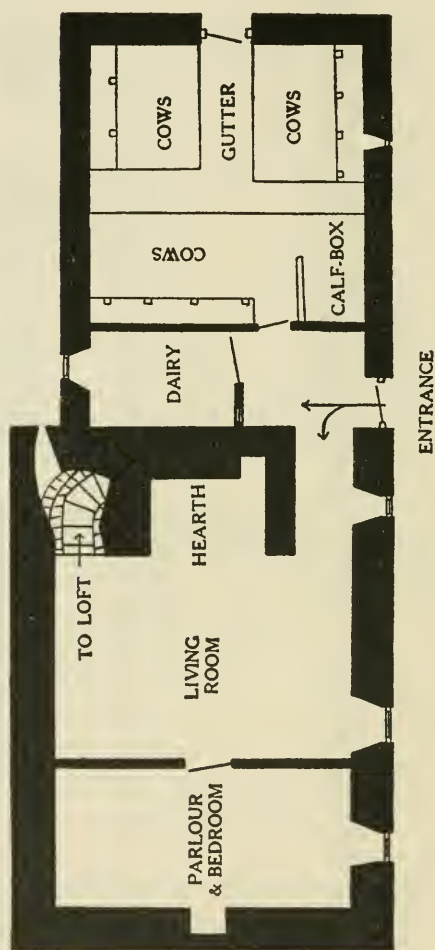 COWS
GUTTER
COWS
COWS
CALF-BOX
DAIRY
ENTRANCE
HEARTH
TO LOFT
LIVING
ROOM
PARLOUR
& BEDROOM